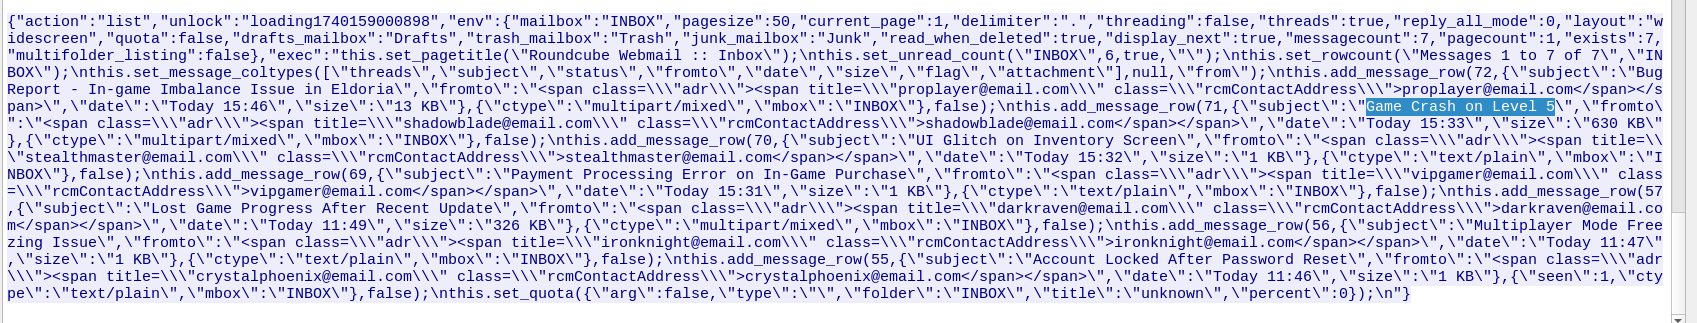 {"action":"list","unlock":"loading1740159000898","env":{"mailbox":"INBOX","pagesize":50,"current_page":1,"delimiter":".","threading":false,"threads":true,"reply_all_mode":0,"layout":"w
idescreen","quota":false,"drafts_mailbox":"Drafts","trash_mailbox":"Trash","junk_mailbox":"Junk","read_when_deleted":true,"display_next":true,"messagecount":7,"pagecount":1,"exists":7,
"multifolder_listing":false},"exec":"this.set_pagetitle(\"Roundcube Webmail :: Inbox\");\nthis.set_unread_count(\"INBOX\",6,true,\"\");\nthis.set_rowcount(\"Messages 1 to 7 of 7\",\"IN
BOX\");\nthis.set_message_coltypes([\"threads\",\"subject\",\"status\",\"fromto\",\"date\",\"size\",\"flag\",\"attachment\"],null,\"from\");\nthis.add_message_row(72,{\"subject\":\"Bug
Report - In-game Imbalance Issue in Eldoria\",\"fromto\":\"<span class=\\\"adr\\\"><span title=\\\"proplayer@email.com\\\" class=\\\"rcmContactAddress\\\">proplayer@email.com</span></s
pan>\",\"date\":\"Today 15:46\",\"size\":\"13 KB\"},{\"ctype\":\"multipart/mixed\",\"mbox\":\"INBOX\"},false);\nthis.add_message_row(71,{\"subject\":\"Game Crash on Level 5\",\"fromto\
":\"<span class=\\\"adr\\\"><span title=\\\"shadowblade@email.com\\\" class=\\\"rcmContactAddress\\\">shadowblade@email.com</span></span>\",\"date\":\"Today 15:33\",\"size\":\"630 KB\"
},{\"ctype\":\"multipart/mixed\",\"mbox\":\"INBOX\"},false);\nthis.add_message_row(70,{\"subject\":\"UI Glitch on Inventory Screen\",\"fromto\":\"<span class=\\\"adr\\\"><span title=\\
\"stealthmaster@email.com\\\" class=\\\"rcmContactAddress\\\">stealthmaster@email.com</span></span>\",\"date\":\"Today 15:32\",\"size\":\"1 KB\"},{\"ctype\":\"text/plain\",\"mbox\":\"I
NBOX\"},false);\nthis.add_message_row(69,{\"subject\":\"Payment Processing Error on In-Game Purchase\",\"fromto\":\"<span class=\\\"adr\\\"><span title=\\\"vipgamer@email.com\\\" class
=\\\"rcmContactAddress\\\">vipgamer@email.com</span></span>\",\"date\":\"Today 15:31\",\"size\":\"1 KB\"},{\"ctype\":\"text/plain\",\"mbox\":\"INBOX\"},false);\nthis.add_message_row(57
,{\"subject\":\"Lost Game Progress After Recent Update\",\"fromto\":\"<span class=\\\"adr\\\"><span title=\\\"darkraven@email.com\\\" class=\\\"rcmContactAddress\\\">darkraven@email.co
m</span></span>\",\"date\":\"Today 11:49\",\"size\":\"326 KB\"},{\"ctype\":\"multipart/mixed\",\"mbox\":\"INBOX\"},false);\nthis.add_message_row(56,{\"subject\":\"Multiplayer Mode Free
zing Issue\",\"fromto\":\"<span class=\\\"adr\\\"><span title=\\\"ironknight@email.com\\\" class=\\\"rcmContactAddress\\\">ironknight@email.com</span></span>\",\"date\":\"Today 11:47\"
,\"size\":\"1 KB\"},{\"ctype\":\"text/plain\",\"mbox\":\"INBOX\"},false);\nthis.add_message_row(55,{\"subject\":\"Account Locked After Password Reset\",\"fromto\":\"<span class=\\\"adr
\\\"><span title=\\\"crystalphoenix@email.com\\\" class=\\\"rcmContactAddress\\\">crystalphoenix@email.com</span></span>\",\"date\":\"Today 11:46\",\"size\":\"1 KB\"},{\"seen\":1,\"cty
pe\":\"text/plain\",\"mbox\":\"INBOX\"},false);\nthis.set_quota({\"arg\":false,\"type\":\"\",\"folder\":\"INBOX\",\"title\":\"unknown\",\"percent\":0});\n"}